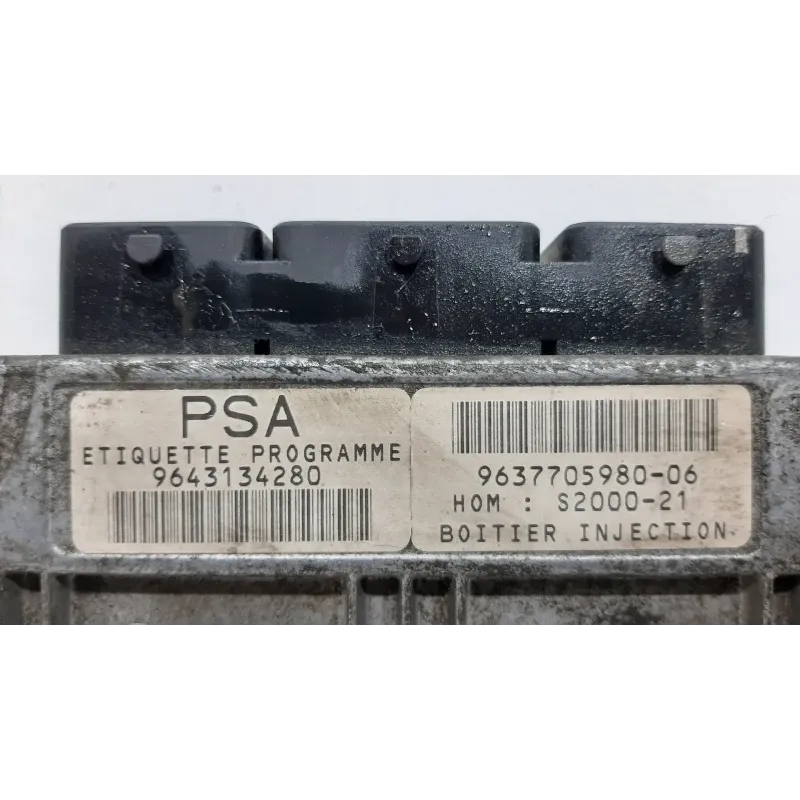 PSA
ETIQUETTE PROGRAMME
9643134280
9637705980-06
HOM : S2000-21
BOITIER INJECTION